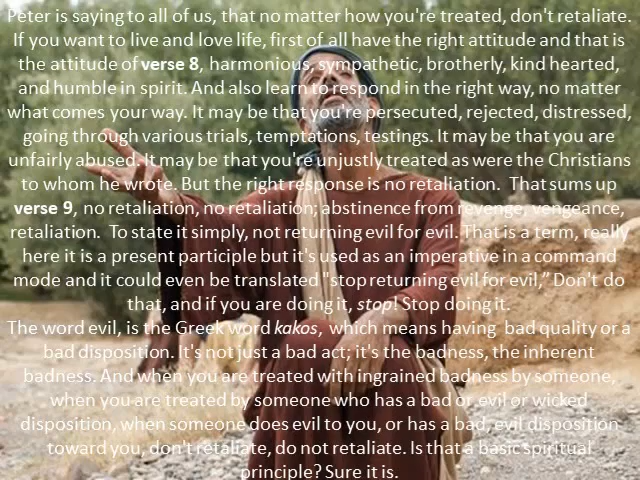 Peter is saying to all of us, that no matter how you're treated, don't retaliate.
If you want to live and love life, first of all have the right attitude and that is
the attitude of verse 8, harmonious, sympathetic, brotherly, kind hearted,
and humble in spirit. And also learn to respond in the right way, no matter
what comes your way. It may be that you're persecuted, rejected, distressed,
going through various trials, temptations, testings. It may be that you are
unfairly abused. It may be that you're unjustly treated as were the Christians
to whom he wrote. But the right response is no retaliation. That sums up
verse 9, no retaliation, no retaliation; abstinence from revenge, vengeance,
retaliation. To state it simply, not returning evil for evil. That is a term, really
here it is a present participle but it's used as an imperative in a command
mode and it could even be translated "stop returning evil for evil,” Don't do
that, and if you are doing it, stop! Stop doing it.
The word evil, is the Greek word kakos, which means having bad quality or a
bad disposition. It's not just a bad act; it's the badness, the inherent
badness. And when you are treated with ingrained badness by someone,
when you are treated by someone who has a bad or evil or wicked
disposition, when someone does evil to you, or has a bad, evil disposition
toward you, don't retaliate, do not retaliate. Is that a basic spiritual
principle? Sure it is.